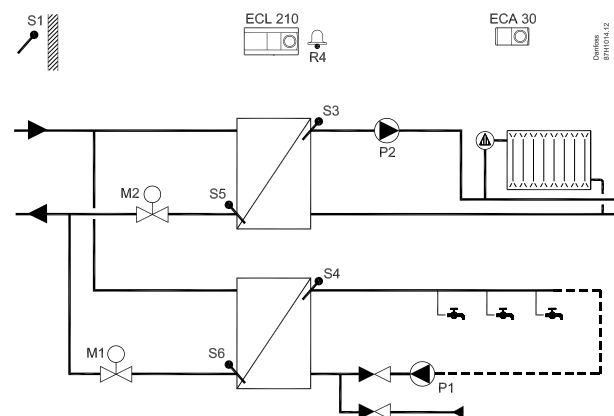 S1
ECL 210
R4
ECA 30
Danfoss
87H1014.12
S3
P2
M2
S5
S4
M1
S6
P1